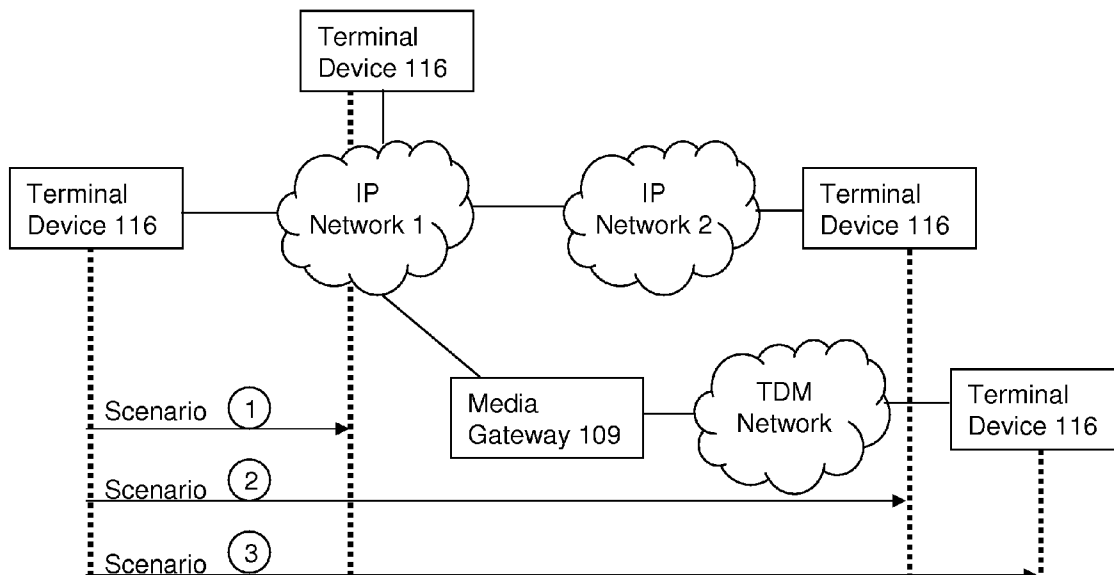 Terminal
Device 116
Terminal
Device 116
IP
Network 1
IP
Network 2
Terminal
Device 116
Media
Gateway 109
TDM
Network
Terminal
Device 116
Scenario 1
Scenario 2
Scenario 3